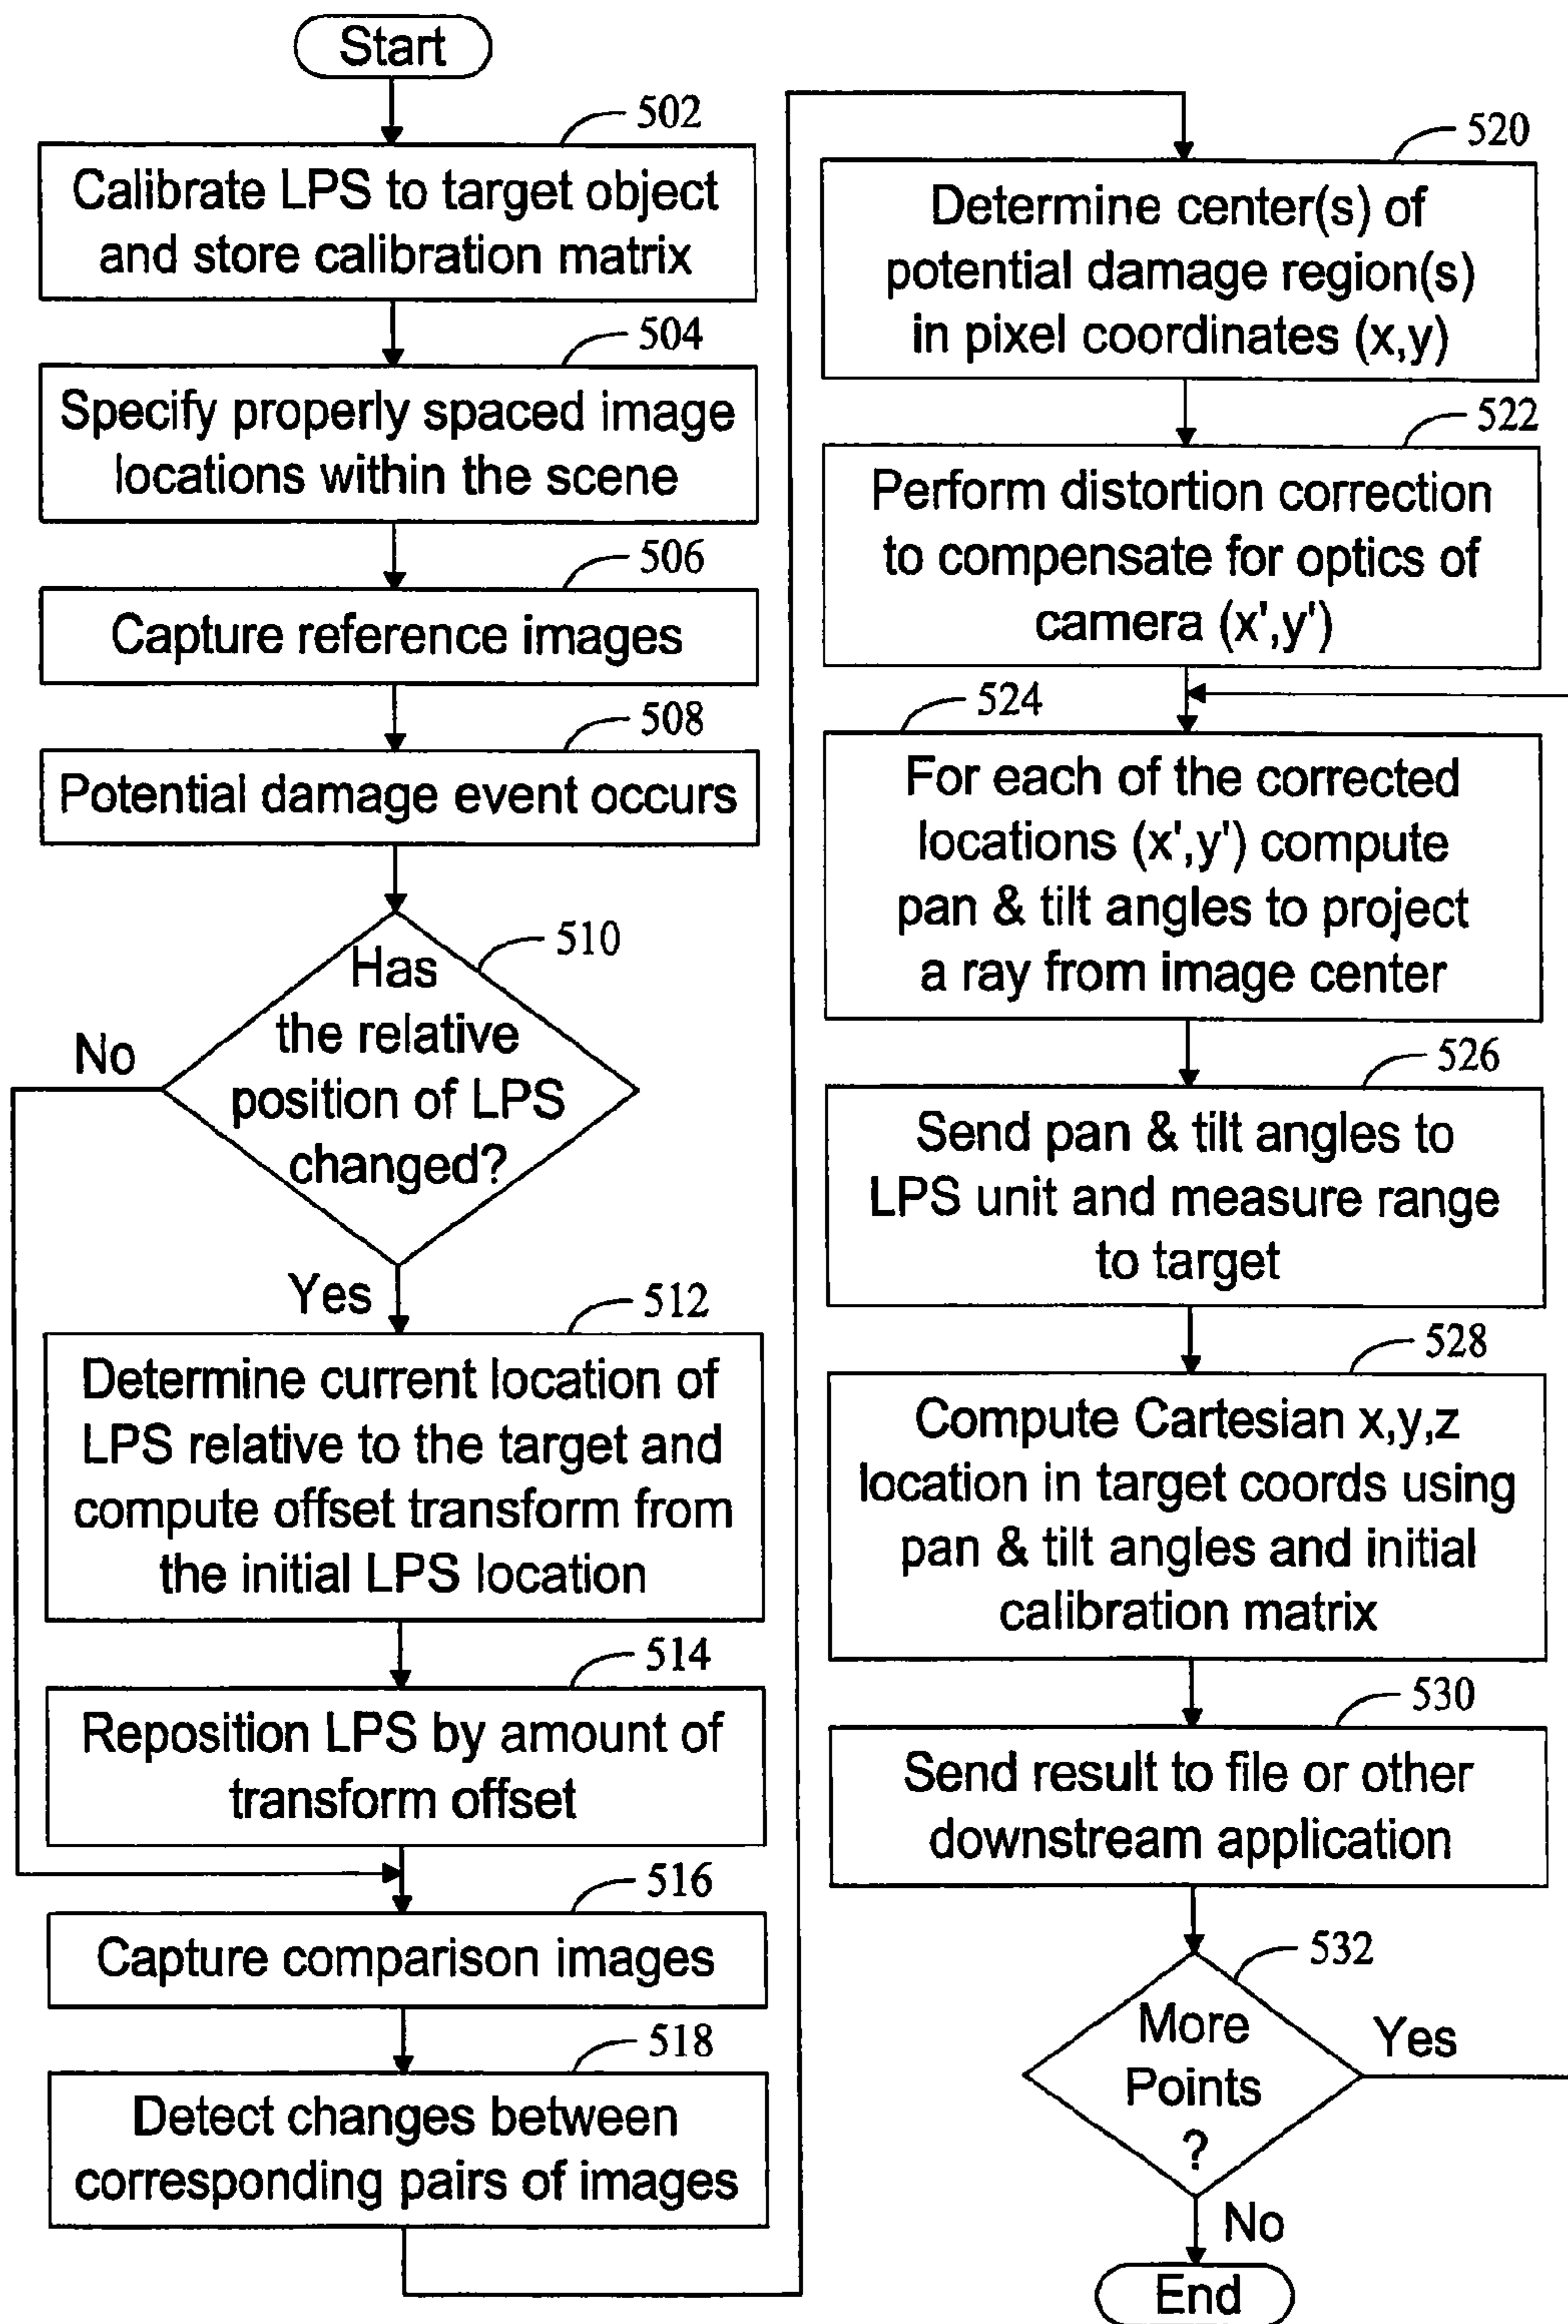 Start
502
Calibrate LPS to target object
and store calibration matrix
504
Specify properly spaced image
locations within the scene
506
Capture reference images
508
Potential damage event occurs
510
Has
the relative
position of LPS
changed?
No
Yes
512
Determine current location of
LPS relative to the target and
compute offset transform from
the initial LPS location
514
Reposition LPS by amount of
transform offset
516
Capture comparison images
518
Detect changes between
corresponding pairs of images
520
Determine center(s) of
potential damage region(s)
in pixel coordinates (x,y)
522
Perform distortion correction
to compensate for optics of
camera (x',y')
524
For each of the corrected
locations (x',y') compute
pan & tilt angles to project
a ray from image center
526
Send pan & tilt angles to
LPS unit and measure range
to target
528
Compute Cartesian x,y,z
location in target coords using
pan & tilt angles and initial
calibration matrix
530
Send result to file or other
downstream application
532
More
Points
?
Yes
No
End